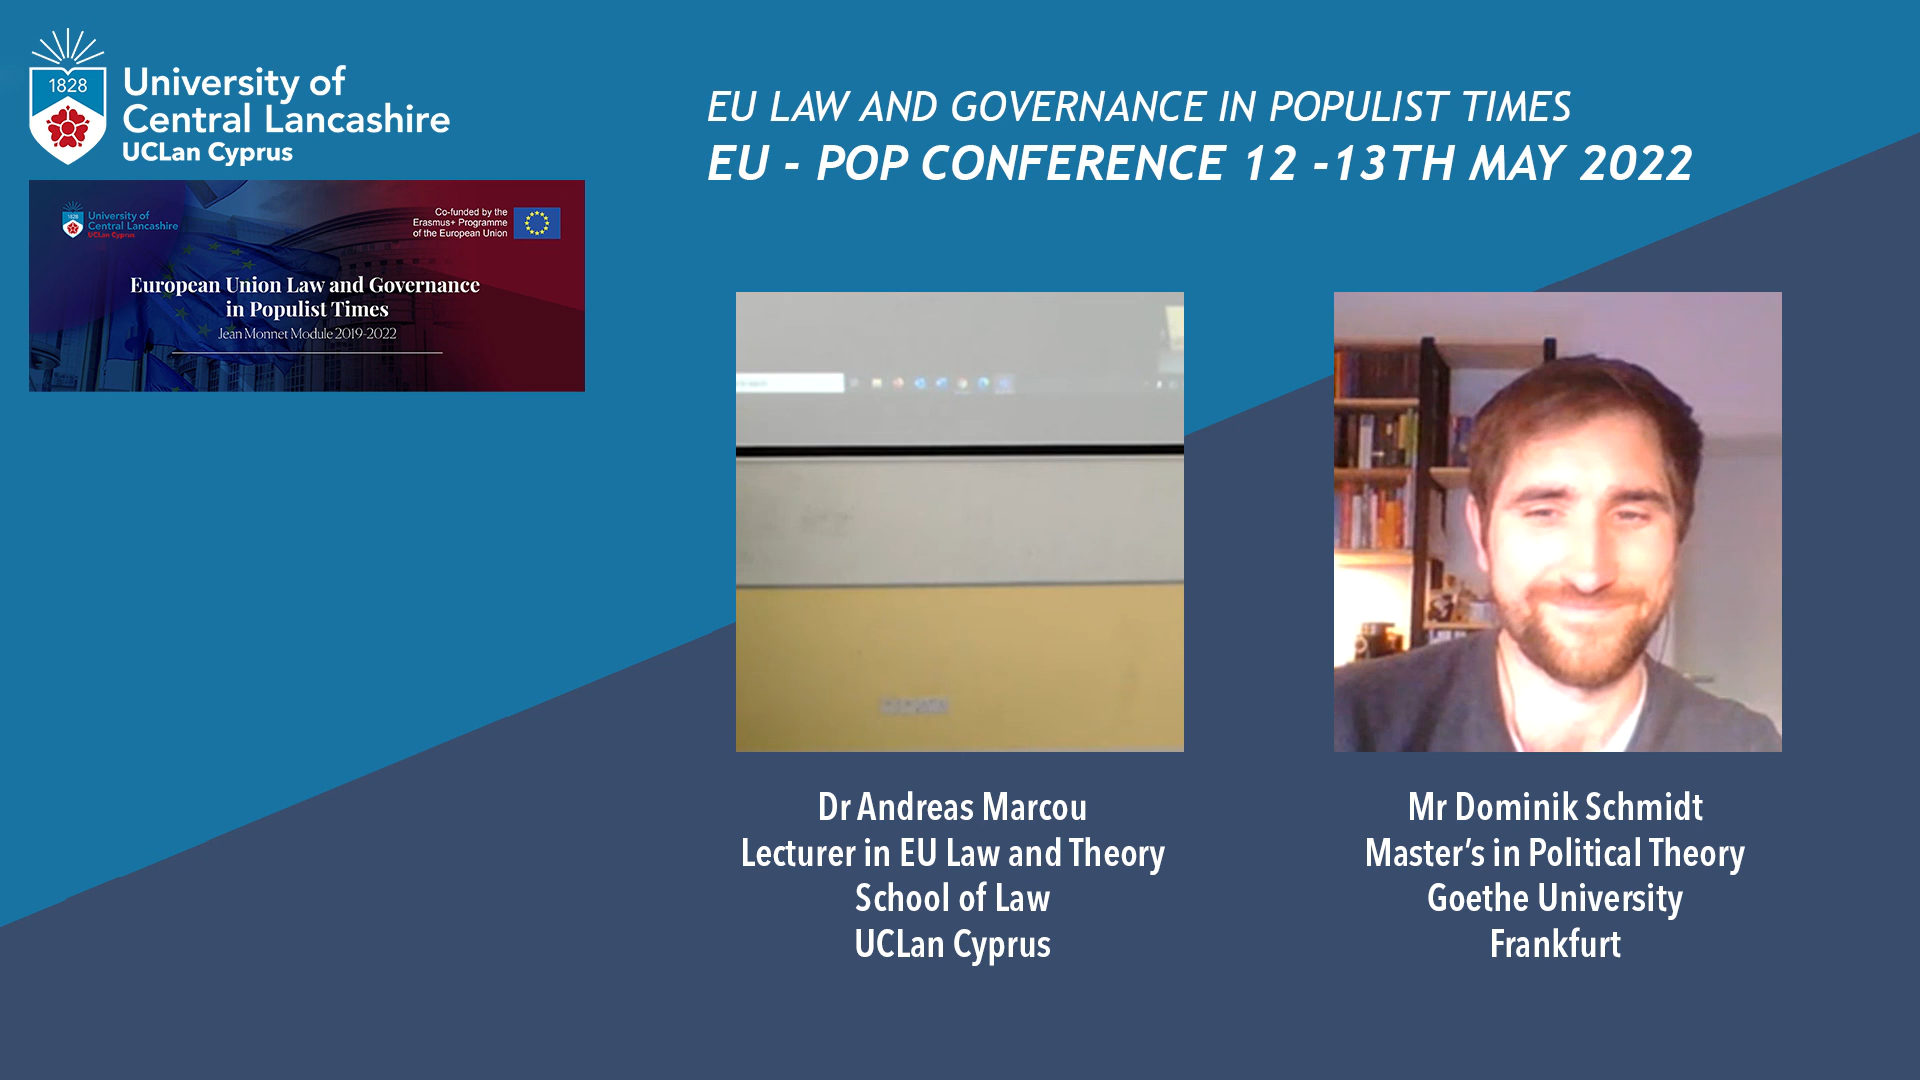 1828
University of
Central Lancashire
UCLan Cyprus
EU LAW AND GOVERNANCE IN POPULIST TIMES
EU - POP CONFERENCE 12 -13TH MAY 2022
1828
University of
Central Lancashire
UCLan Cyprus
Co-funded by the
Erasmus+ Programme
of the European Union
European Union Law and Governance
in Populist Times
Jean Monnet Module 2019-2022
Dr Andreas Marcou
Lecturer in EU Law and Theory
School of Law
UCLan Cyprus
Mr Dominik Schmidt
Master’s in Political Theory
Goethe University
Frankfurt